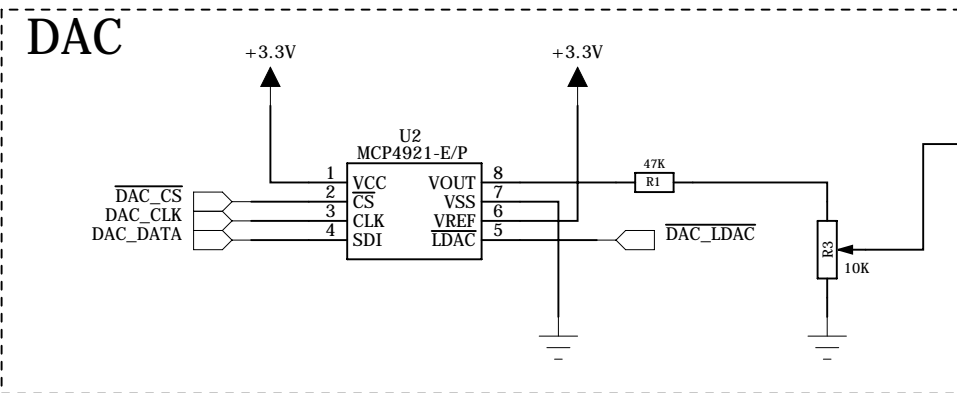 DAC
+3.3V
+3.3V
U2
MCP4921-E/P
1
VCC
VOUT
8
47K
R1
DAC_CS
2
CS
VSS
7
DAC_CLK
3
CLK
VREF
6
DAC_DATA
4
SDI
LDAC
5
DAC_LDAC
R3
10K